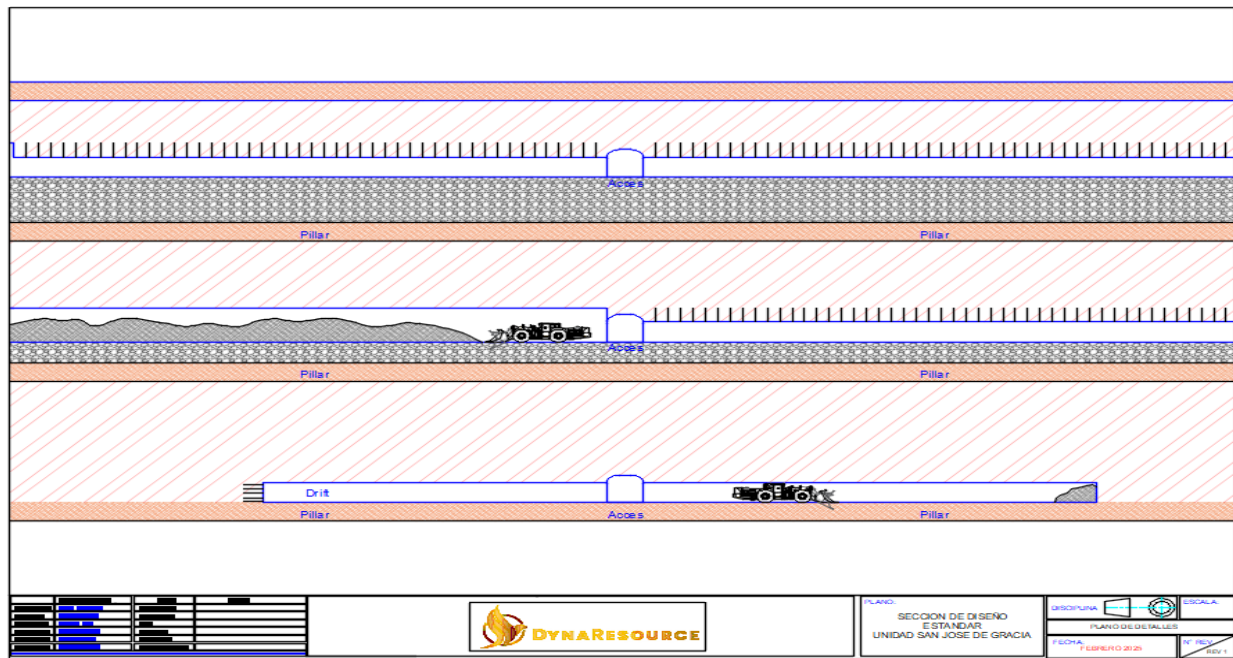 Acces
Pillar
Pillar
Acces
Pillar
Pillar
Drift
Pillar
Acces
Pillar
DYNARESOURCE
PLANO:
SECCION DE DISEÑO
ESTANDAR
UNIDAD SAN JOSE DE GRACIA
DISCIPLINA
ESCALA:
PLANO DE DETALLES
FECHA:
FEBRERO 2025
N° REV.
REV 1